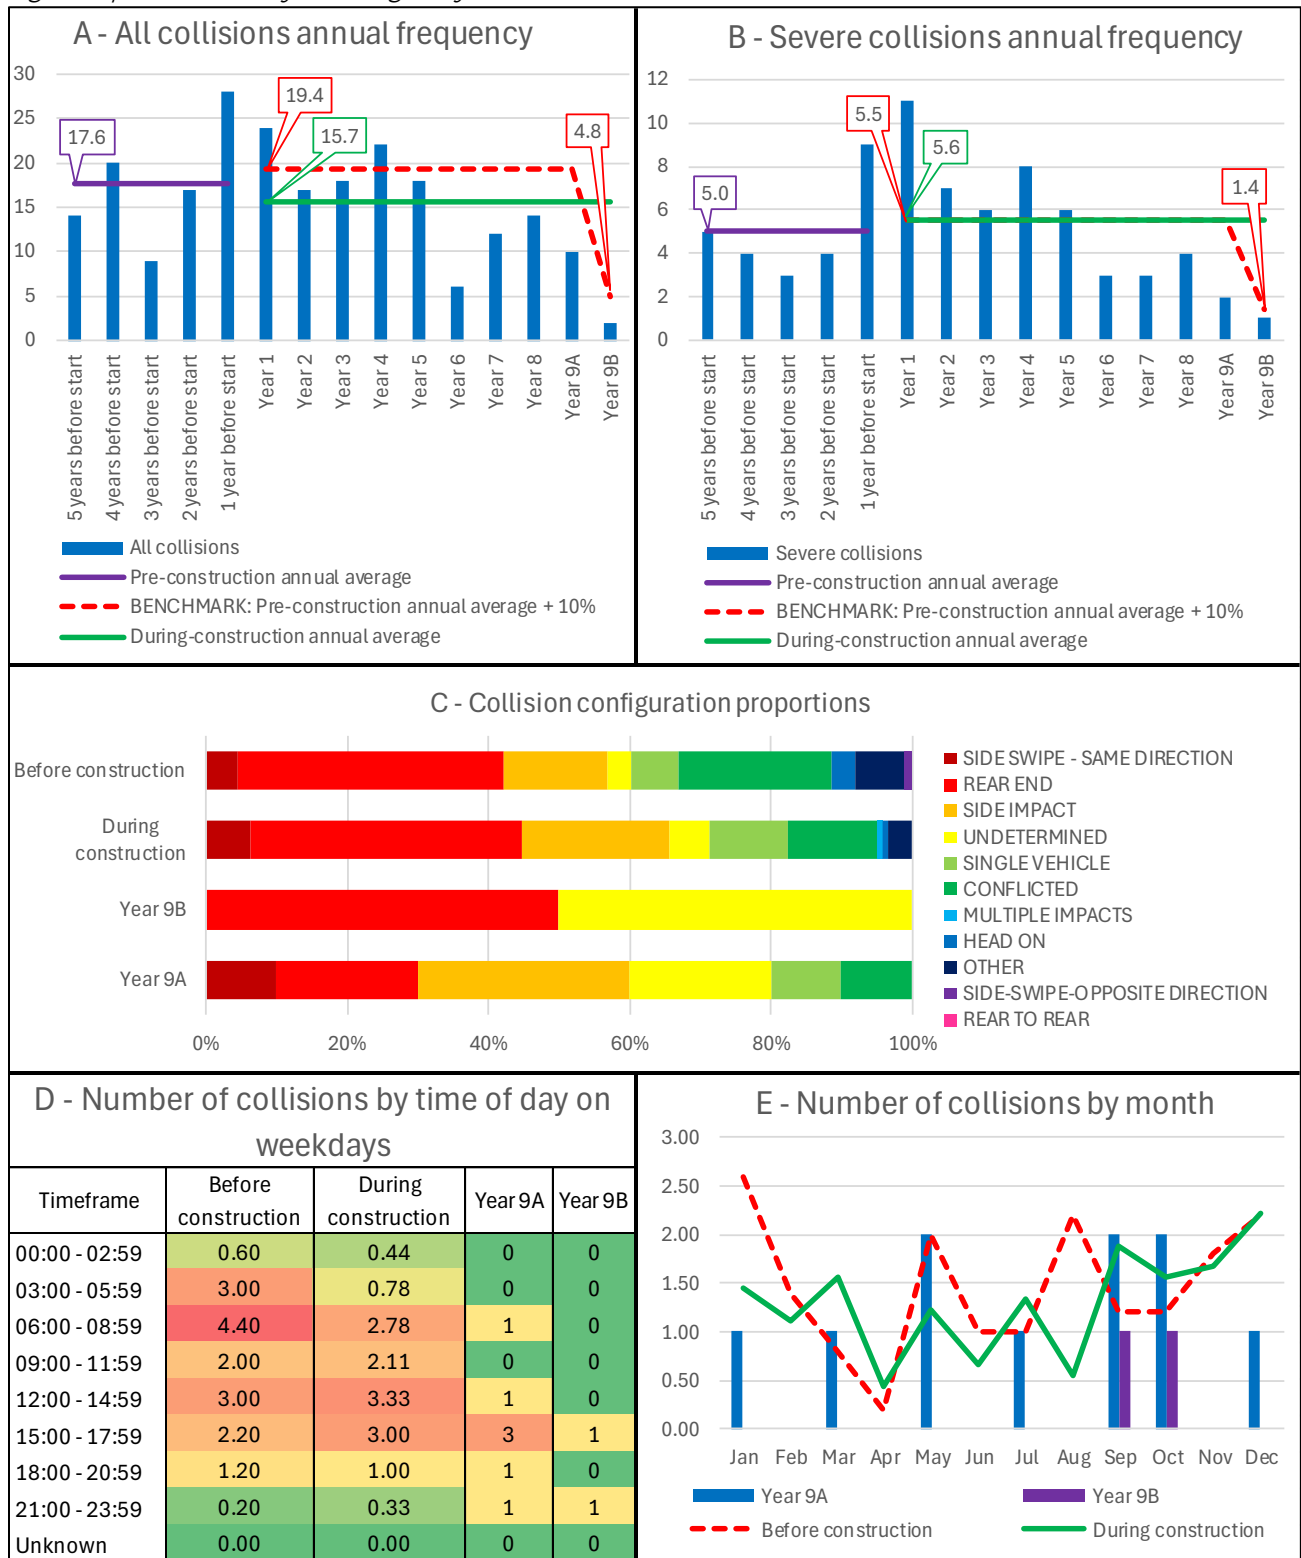 A - All collisions annual frequency
30
25
20
15
10
5
0
17.6
19.4
15.7
4.8
5 years before start
4 years before start
3 years before start
2 years before start
1 year before start
Year 1
Year 2
Year 3
Year 4
Year 5
Year 6
Year 7
Year 8
Year 9A
Year 9B
All collisions
Pre-construction annual average
BENCHMARK: Pre-construction annual average + 10%
During-construction annual average
B - Severe collisions annual frequency
12
10
8
6
4
2
0
5.0
5.5
5.6
1.4
5 years before start
4 years before start
3 years before start
2 years before start
1 year before start
Year 1
Year 2
Year 3
Year 4
Year 5
Year 6
Year 7
Year 8
Year 9A
Year 9B
Severe collisions
Pre-construction annual average
BENCHMARK: Pre-construction annual average + 10%
During-construction annual average
C - Collision configuration proportions
Before construction
During
construction
Year 9B
Year 9A
0% 20% 40% 60% 80% 100%
SIDE SWIPE - SAME DIRECTION
REAR END
SIDE IMPACT
UNDETERMINED
SINGLE VEHICLE
CONFLICTED
MULTIPLE IMPACTS
HEAD ON
OTHER
SIDE-SWIPE-OPPOSITE DIRECTION
REAR TO REAR
D - Number of collisions by time of day on
weekdays
Timeframe Before construction During construction Year 9A Year 9B
00:00 - 02:59 0.60 0.44 0 0
03:00 - 05:59 3.00 0.78 0 0
06:00 - 08:59 4.40 2.78 1 0
09:00 - 11:59 2.00 2.11 0 0
12:00 - 14:59 3.00 3.33 1 0
15:00 - 17:59 2.20 3.00 3 1
18:00 - 20:59 1.20 1.00 1 0
21:00 - 23:59 0.20 0.33 1 1
Unknown 0.00 0.00 0 0
E - Number of collisions by month
3.00
2.50
2.00
1.50
1.00
0.50
0.00
Jan Feb Mar Apr May Jun Jul Aug Sep Oct Nov Dec
Year 9A Year 9B
Before construction During construction